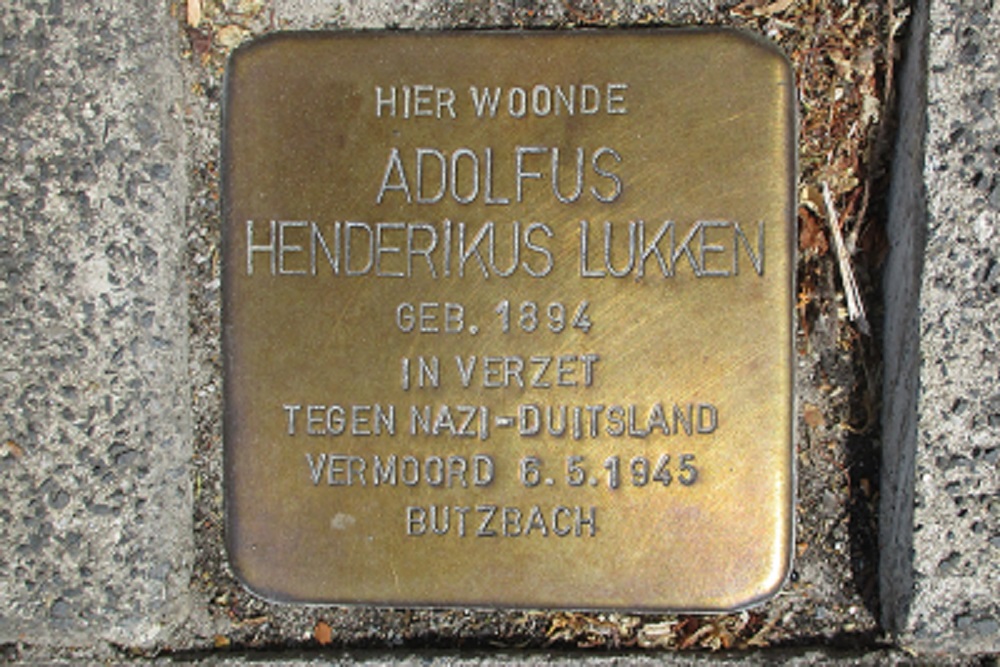 HIER WOONDE
ADOLFUS
HENDERIKUS LUKKEN
GEB. 1894
IN VERZET
TEGEN NAZI-DUITSLAND
VERMOORD 6.5.1945
BUTZBACH